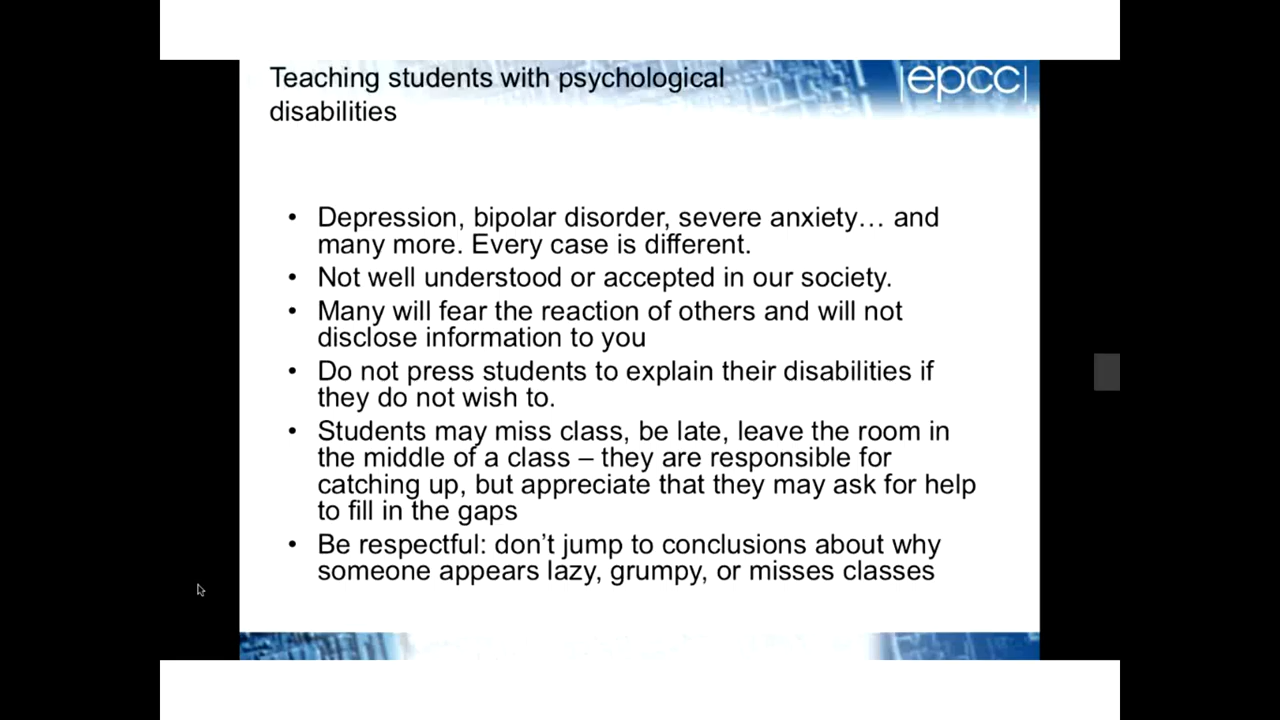 Teaching students with psychological
disabilities
|epcc|
• Depression, bipolar disorder, severe anxiety… and
many more. Every case is different.
• Not well understood or accepted in our society.
• Many will fear the reaction of others and will not
disclose information to you
• Do not press students to explain their disabilities if
they do not wish to.
• Students may miss class, be late, leave the room in
the middle of a class – they are responsible for
catching up, but appreciate that they may ask for help
to fill in the gaps
• Be respectful: don’t jump to conclusions about why
someone appears lazy, grumpy, or misses classes